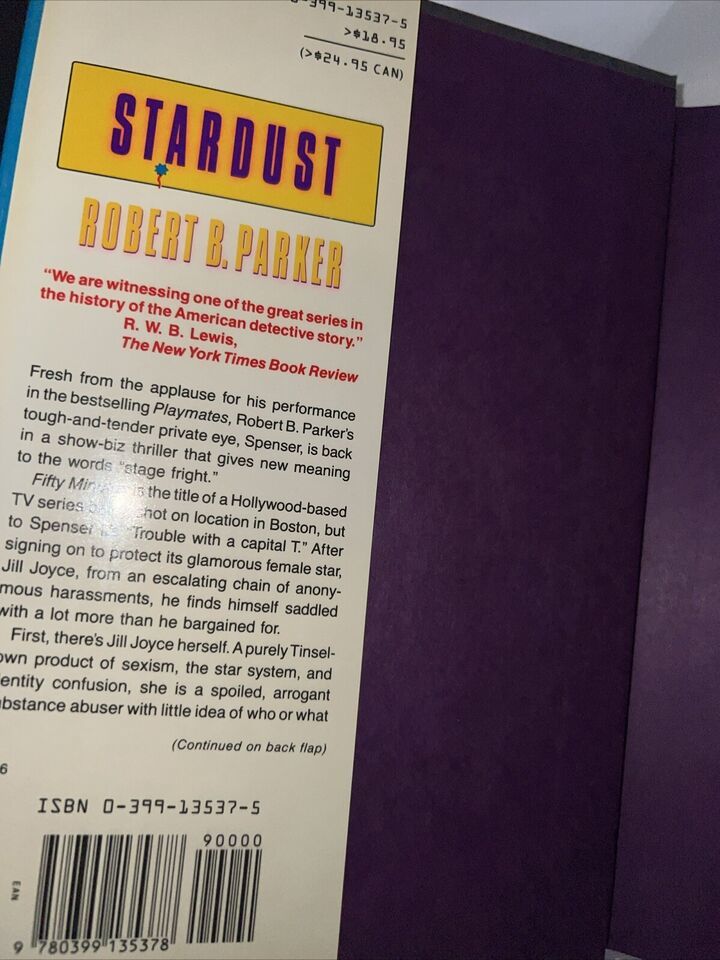 -399-13537-5
>$18.95
(>$24.95 CAN)
STARDUST
ROBERT B. PARKER
“We are witnessing one of the great series in
the history of the American detective story.”
R. W. B. Lewis,
The New York Times Book Review
Fresh from the applause for his performance
in the bestselling Playmates, Robert B. Parker's
tough-and-tender private eye, Spenser, is back
in a show-biz thriller that gives new meaning
to the words “stage fright.”
Fifty is the title of a Hollywood-based
TV series shot on location in Boston, but
to Spenser “Trouble with a capital T.” After
signing on to protect its glamorous female star,
Jill Joyce, from an escalating chain of anony-
mous harassments, he finds himself saddled
with a lot more than he bargained for.
First, there's Jill Joyce herself. A purely Tinsel-
own product of sexism, the star system, and
entity confusion, she is a spoiled, arrogant
bstance abuser with little idea of who or what
(Continued on back flap)
6
ISBN 0-399-13537-5
90000
EAN
9 780399 135378